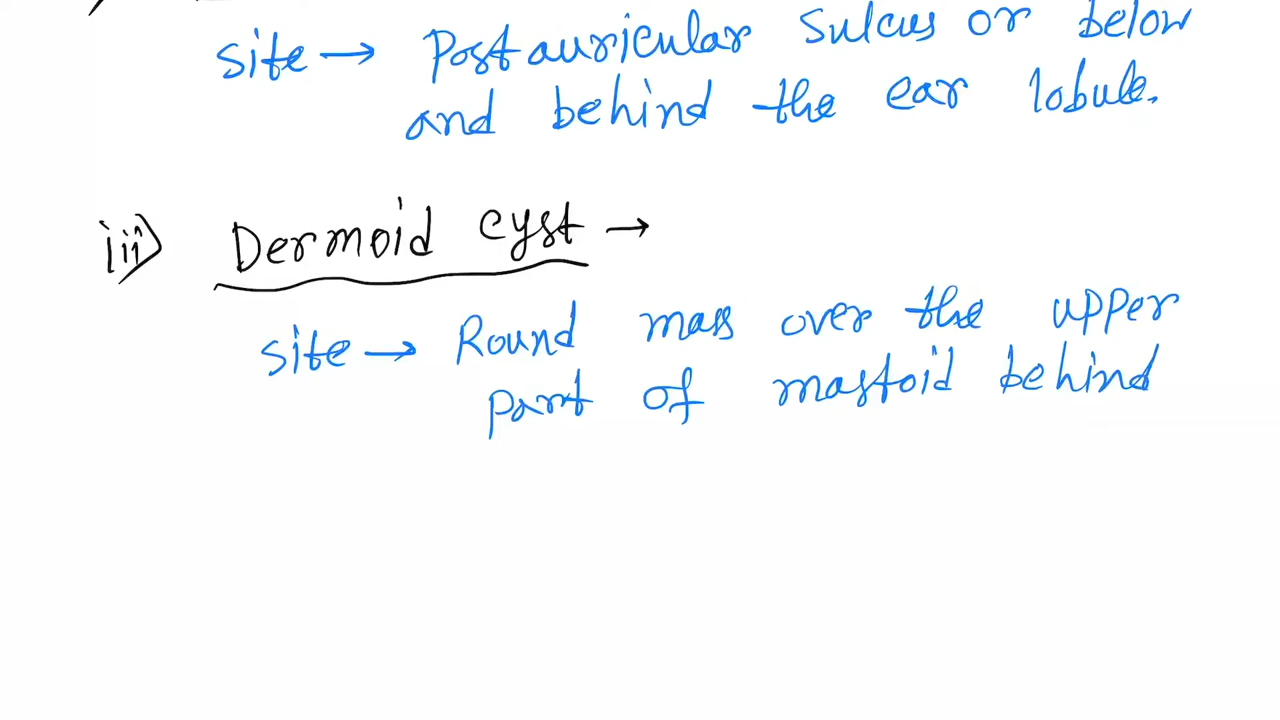 site → Postauricular sulcus or below
and behind the ear lobule.
iii) Dermoid cyst →
site → Round mass over the upper
part of mastoid behind